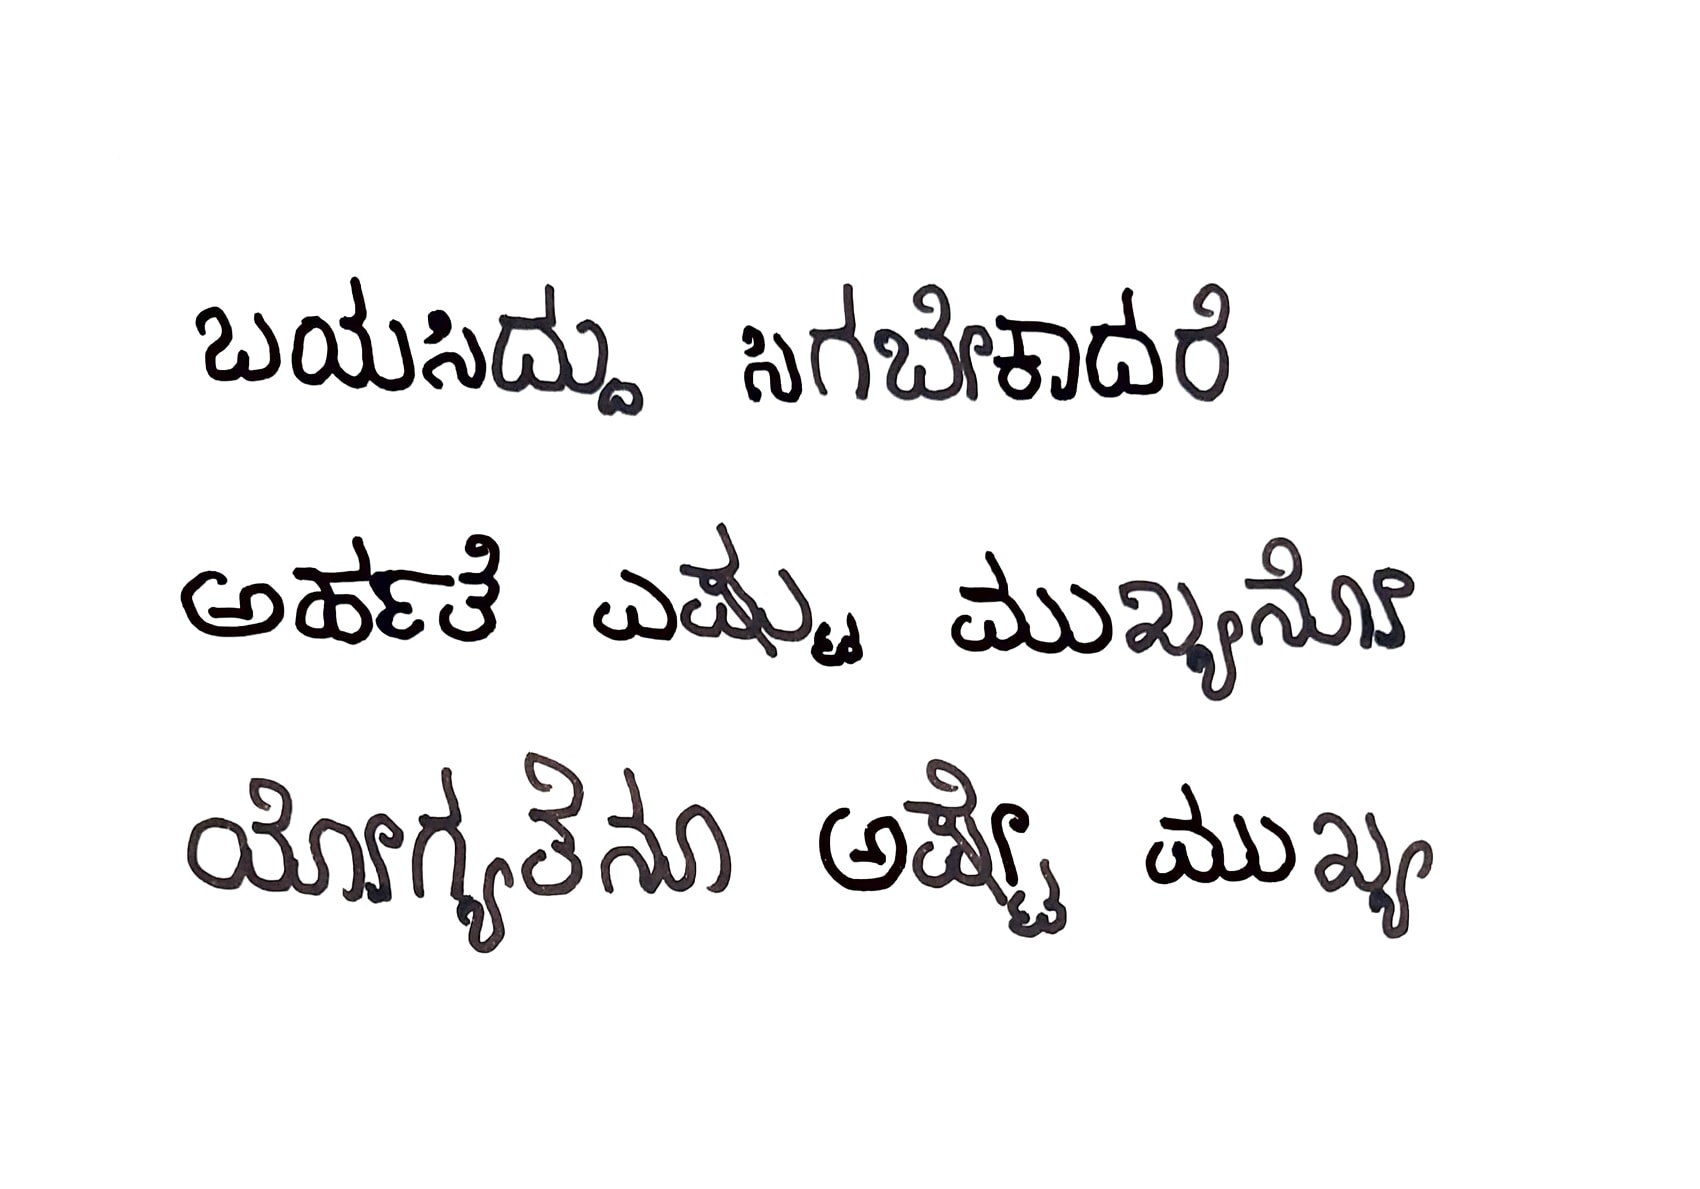 ಬಯಸಿದ್ದು ಸಿಗಬೇಕಾದರೆ
ಅರ್ಹತೆ ಎಷ್ಟು ಮುಖ್ಯನೋ
ಯೋಗ್ಯತೆನೂ ಅಷ್ಟೆ ಮುಖ್ಯ